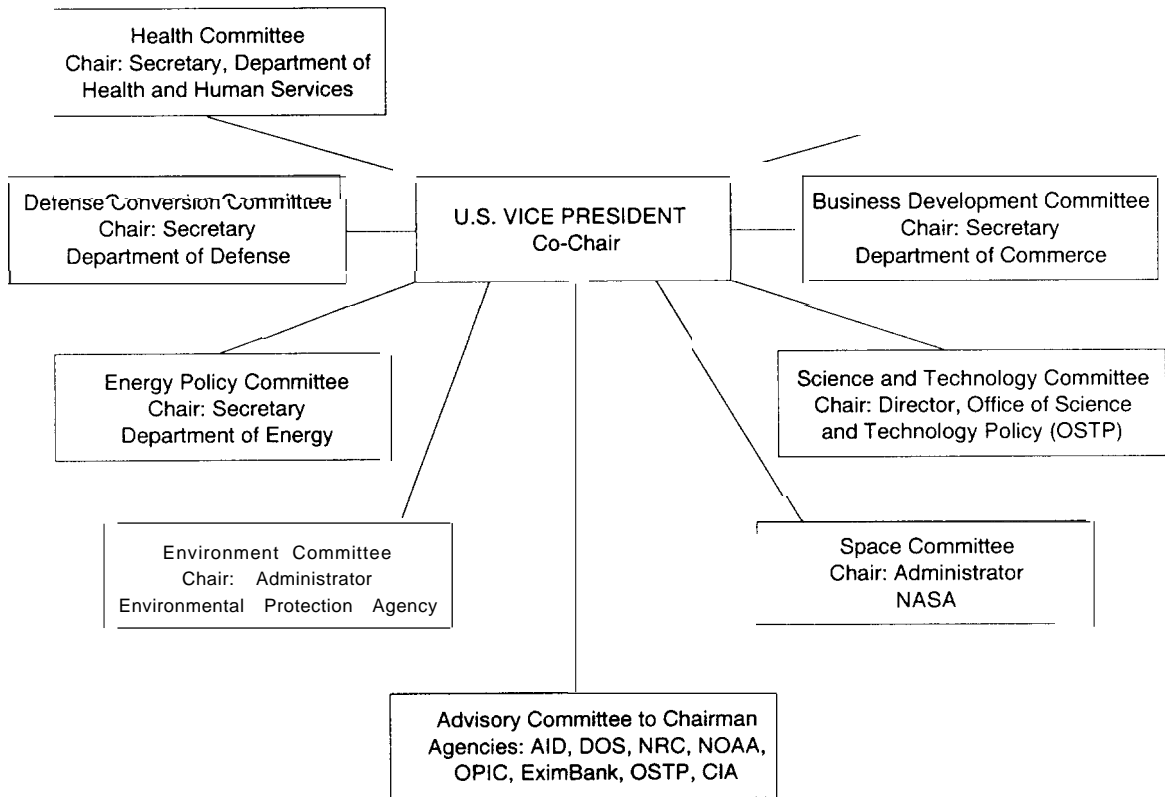 Health Committee
Chair: Secretary, Department of
Health and Human Services
Defense Conversion Committee
Chair: Secretary
Department of Defense
U.S. VICE PRESIDENT
Co-Chair
Business Development Committee
Chair: Secretary
Department of Commerce
Energy Policy Committee
Chair: Secretary
Department of Energy
Science and Technology Committee
Chair: Director, Office of Science
and Technology Policy (OSTP)
Environment Committee
Chair: Administrator
Environmental Protection Agency
Space Committee
Chair: Administrator
NASA
Advisory Committee to Chairman
Agencies: AID, DOS, NRC, NOAA,
OPIC, EximBank, OSTP, CIA